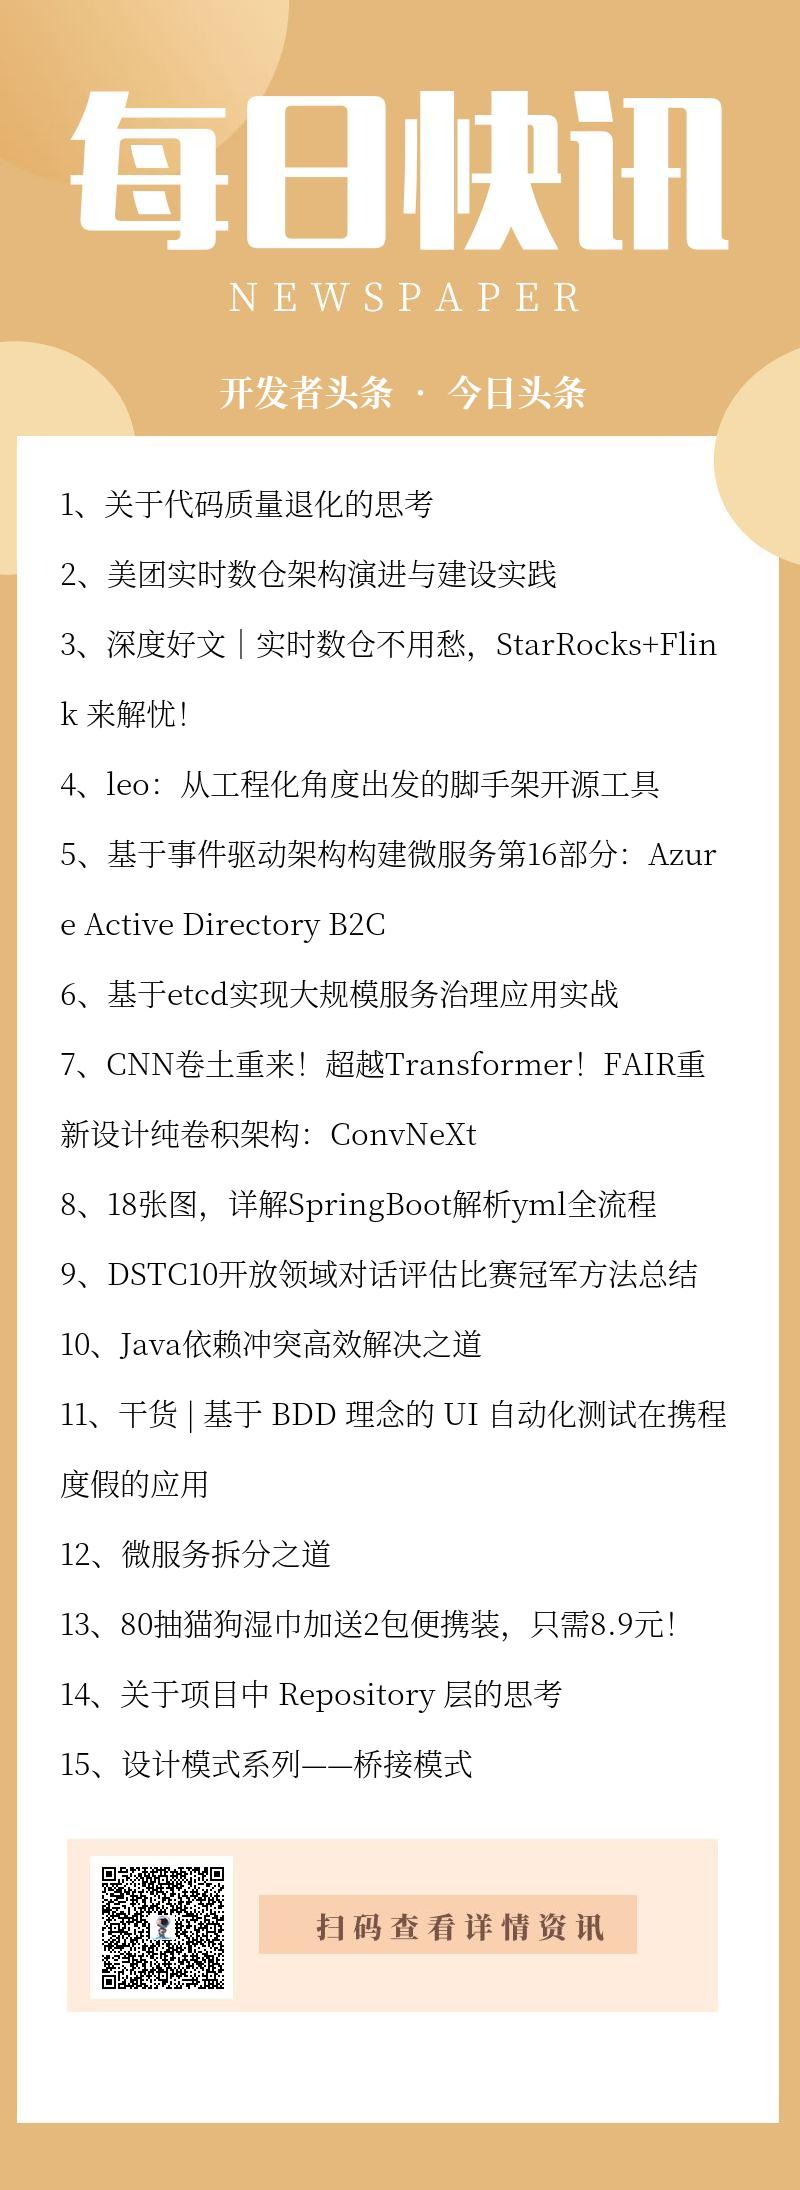 每日快讯
NEWSPAPER
开发者头条 · 今日头条
1、关于代码质量退化的思考
2、美团实时数仓架构演进与建设实践
3、深度好文｜实时数仓不用愁，StarRocks+Flin
k 来解忧！
4、leo：从工程化角度出发的脚手架开源工具
5、基于事件驱动架构构建微服务第16部分：Azur
e Active Directory B2C
6、基于etcd实现大规模服务治理应用实战
7、CNN卷土重来！超越Transformer！FAIR重
新设计纯卷积架构：ConvNeXt
8、18张图，详解SpringBoot解析yml全流程
9、DSTC10开放领域对话评估比赛冠军方法总结
10、Java依赖冲突高效解决之道
11、干货 | 基于 BDD 理念的 UI 自动化测试在携程
度假的应用
12、微服务拆分之道
13、80抽猫狗湿巾加送2包便携装，只需8.9元！
14、关于项目中 Repository 层的思考
15、设计模式系列——桥接模式
扫码查看详情资讯